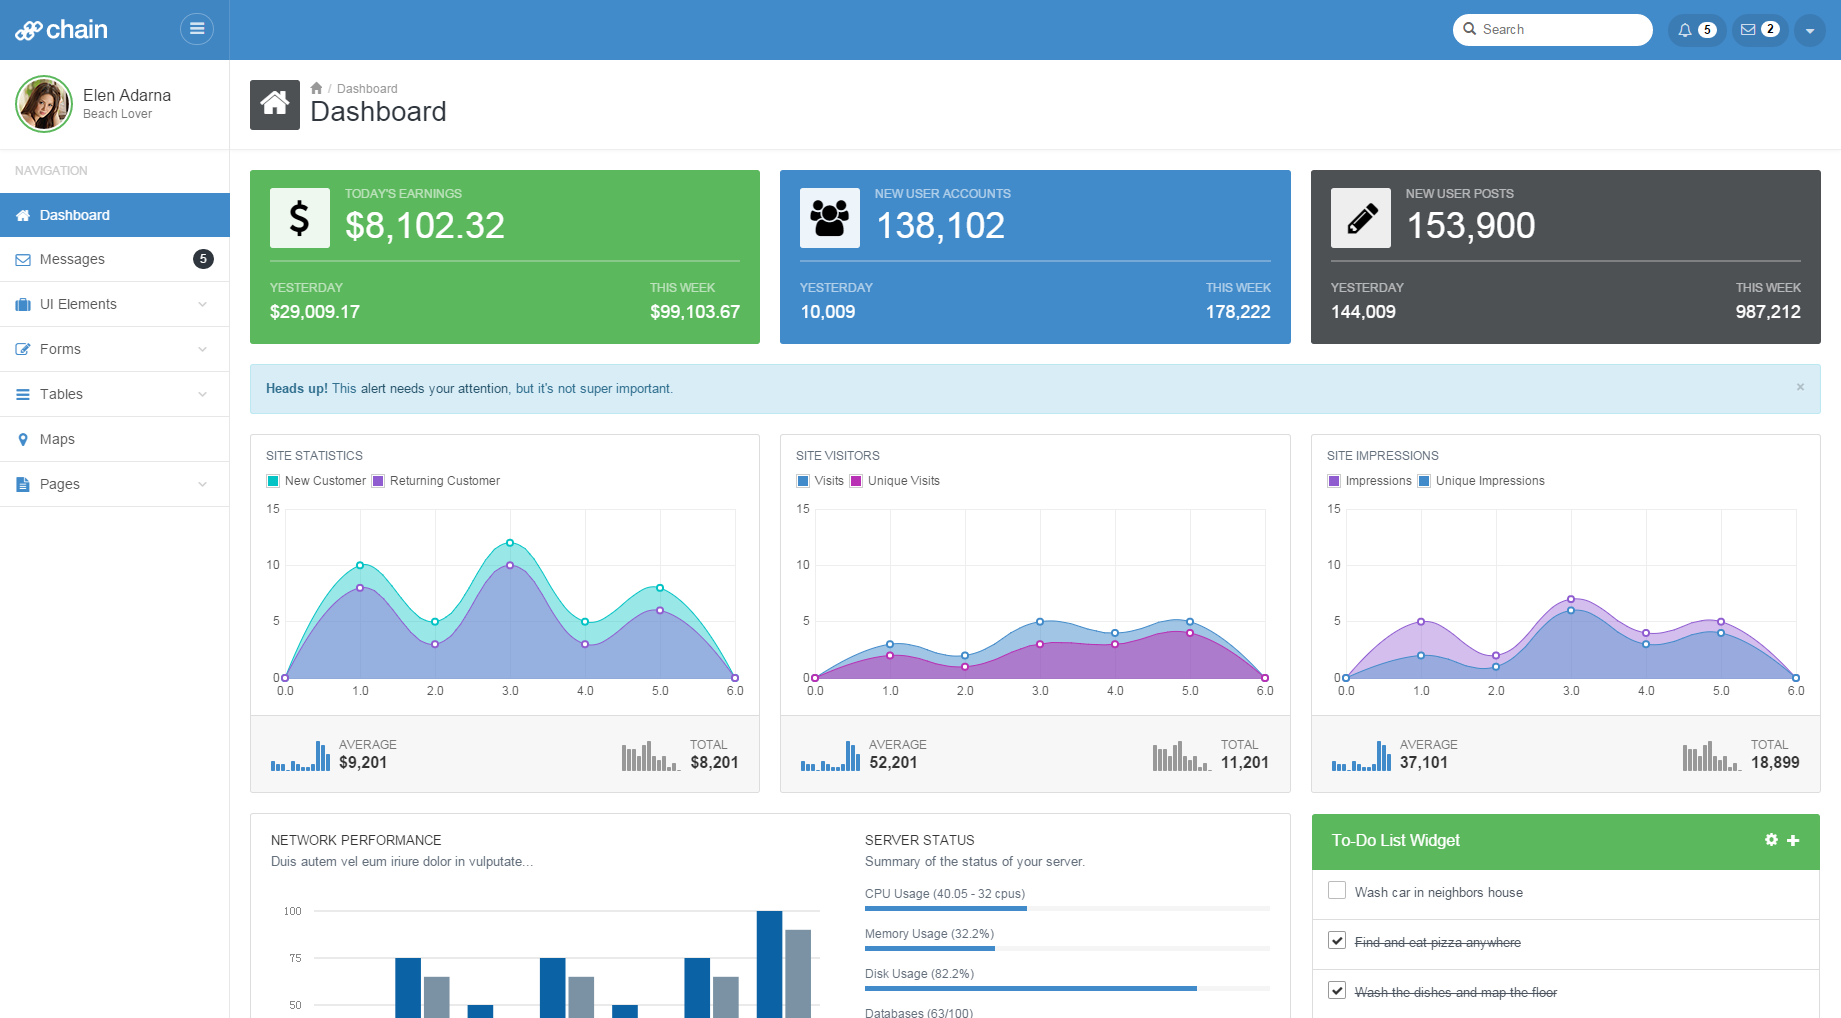 chain
Search
5
2
Elen Adarna
Beach Lover
/ Dashboard
Dashboard
NAVIGATION
Dashboard
Messages 5
UI Elements
Forms
Tables
Maps
Pages
TODAY'S EARNINGS
$8,102.32
YESTERDAY THIS WEEK
$29,009.17 $99,103.67
NEW USER ACCOUNTS
138,102
YESTERDAY THIS WEEK
10,009 178,222
NEW USER POSTS
153,900
YESTERDAY THIS WEEK
144,009 987,212
Heads up! This alert needs your attention, but it's not super important. ×
SITE STATISTICS
New Customer Returning Customer
15
10
5
0
0.0 1.0 2.0 3.0 4.0 5.0 6.0
AVERAGE TOTAL
$9,201 $8,201
SITE VISITORS
Visits Unique Visits
15
10
5
0
0.0 1.0 2.0 3.0 4.0 5.0 6.0
AVERAGE TOTAL
52,201 11,201
SITE IMPRESSIONS
Impressions Unique Impressions
15
10
5
0
0.0 1.0 2.0 3.0 4.0 5.0 6.0
AVERAGE TOTAL
37,101 18,899
NETWORK PERFORMANCE
Duis autem vel eum iriure dolor in vulputate...
100
75
50
SERVER STATUS
Summary of the status of your server.
CPU Usage (40.05 - 32 cpus)
Memory Usage (32.2%)
Disk Usage (82.2%)
Databases (63/100)
To-Do List Widget
Wash car in neighbors house
Find and eat pizza anywhere
Wash the dishes and map the floor